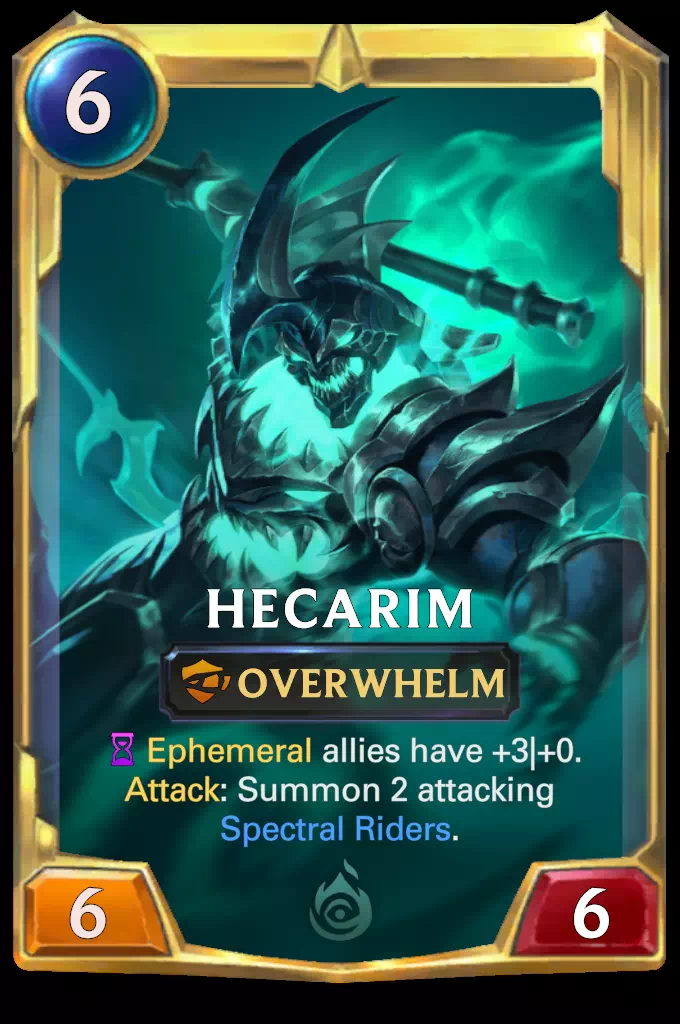 6
HECARIM
OVERWHELM
Ephemeral allies have +3|+0.
Attack: Summon 2 attacking
Spectral Riders.
6
6